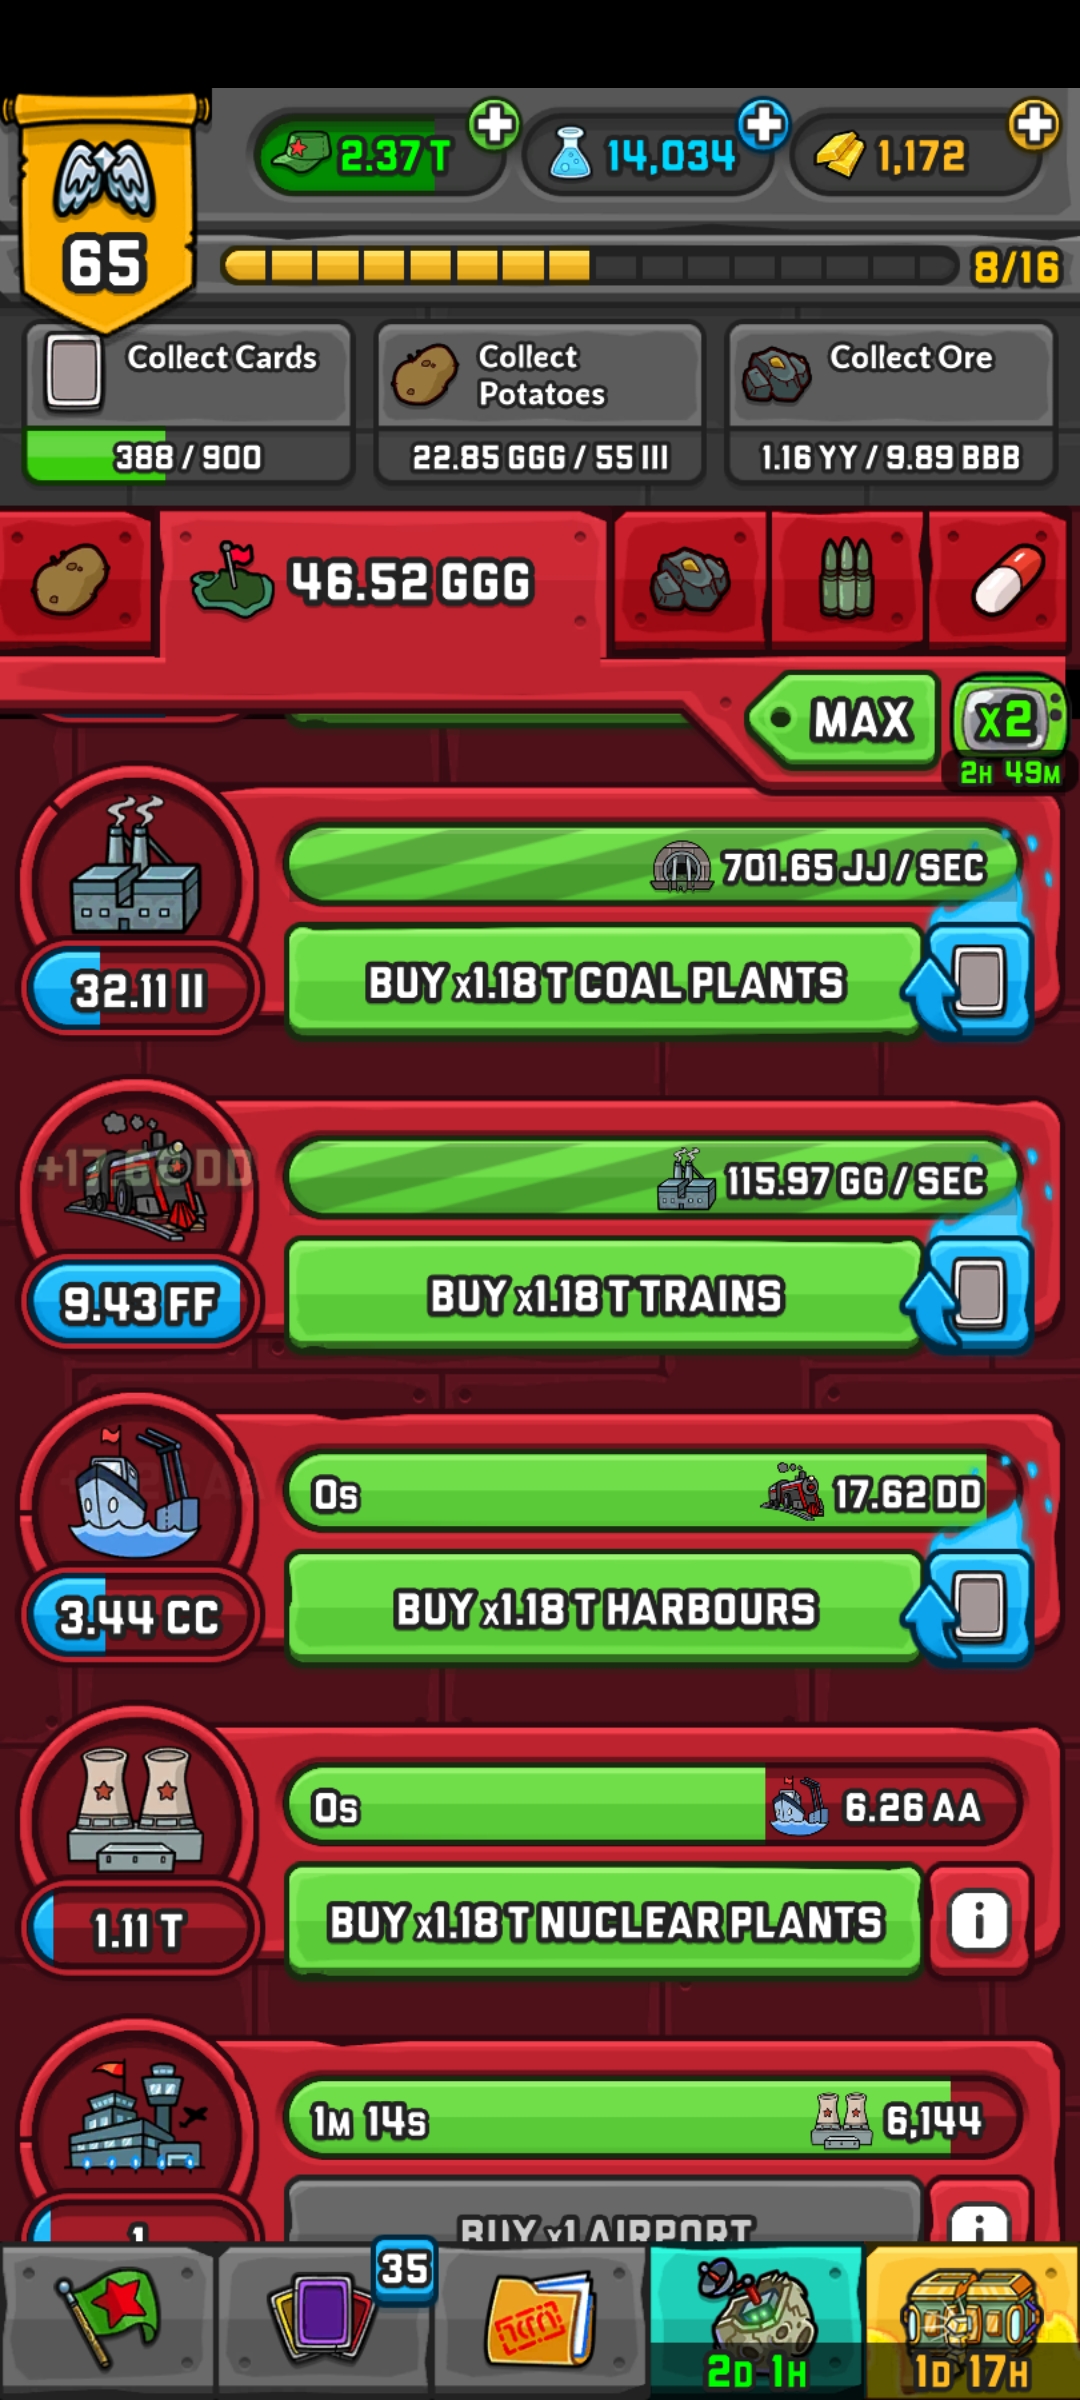 2.37 T
14,034
1,172
65
8/16
Collect Cards
388 / 900
Collect
Potatoes
22.85 GGG / 55 III
Collect Ore
1.16 YY / 9.89 BBB
46.52 GGG
MAX
x2
2H 49M
701.65 JJ / SEC
32.11 II
BUY x1.18 T COAL PLANTS
115.97 GG / SEC
9.43 FF
BUY x1.18 T TRAINS
0s
17.62 DD
3.44 CC
BUY x1.18 T HARBOURS
0s
6.26 AA
1.11 T
BUY x1.18 T NUCLEAR PLANTS
i
1M 14s
6,144
1
BUY x1 AIRPORT
i
35
2D 1H
1D 17H